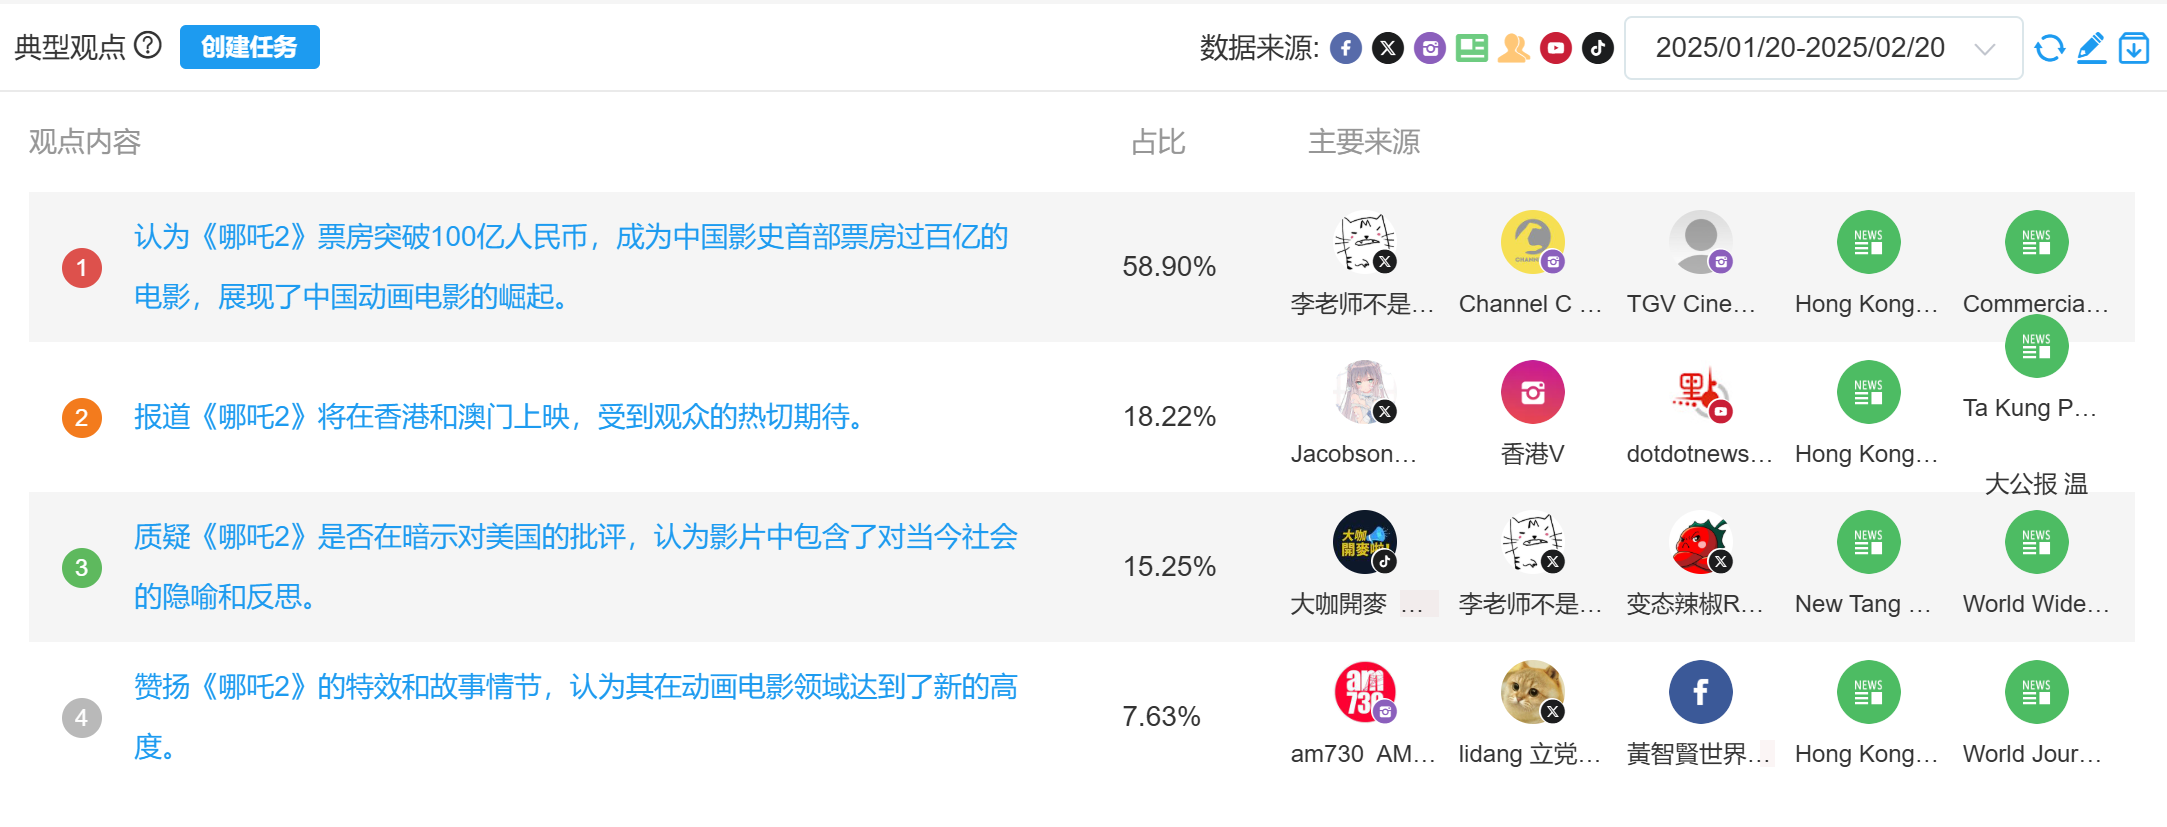 典型观点 ? 创建任务 数据来源: 2025/01/20-2025/02/20
观点内容 占比 主要来源
1 认为《哪吒2》票房突破100亿人民币，成为中国影史首部票房过百亿的
电影，展现了中国动画电影的崛起。
58.90%
李老师不是... Channel C ... TGV Cine... Hong Kong... Commercia...
2 报道《哪吒2》将在香港和澳门上映，受到观众的热切期待。
18.22%
Jacobson... 香港V dotdotnews... Hong Kong... Ta Kung P...
大公报 温
3 质疑《哪吒2》是否在暗示对美国的批评，认为影片中包含了对当今社会
的隐喻和反思。
15.25%
大咖開麥 ... 李老师不是... 变态辣椒R... New Tang ... World Wide...
4 赞扬《哪吒2》的特效和故事情节，认为其在动画电影领域达到了新的高
度。
7.63%
am730 AM... lidang 立党... 黃智賢世界... Hong Kong... World Jour...